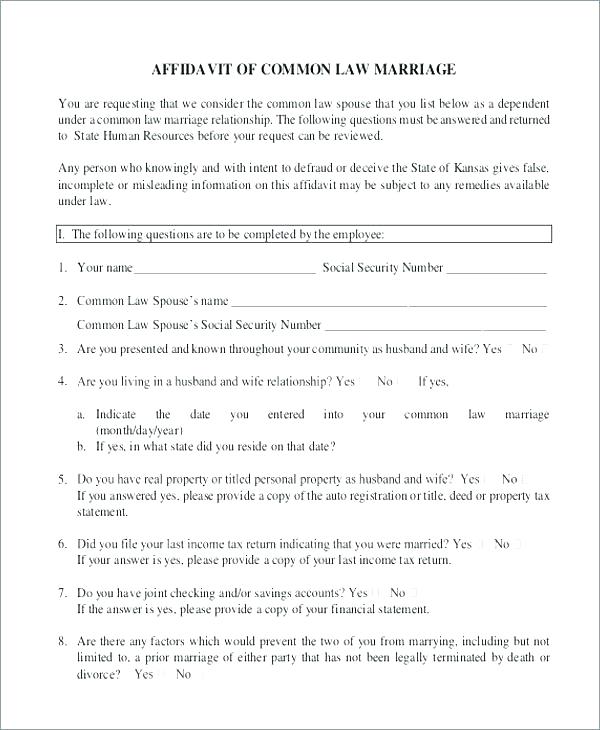 AFFIDAVIT OF COMMON LAW MARRIAGE
You are requesting that we consider the common law spouse that you list below as a dependent
under a common law marriage relationship. The following questions must be answered and returned
to State Human Resources before your request can be reviewed.
Any person who knowingly and with intent to defraud or deceive the State of Kansas gives false,
incomplete or misleading information on this affidavit may be subject to any remedies available
under law.
I. The following questions are to be completed by the employee:
1. Your name____________________________ Social Security Number ________________
2. Common Law Spouse's name ________________________________________________
Common Law Spouse's Social Security Number __________________________________
3. Are you presented and known throughout your community as husband and wife? Yes No
4. Are you living in a husband and wife relationship? Yes No If yes,
a. Indicate the date you entered into your common law marriage
(month/day/year)
b. If yes, in what state did you reside on that date?
5. Do you have real property or titled personal property as husband and wife? Yes No
If you answered yes, please provide a copy of the auto registration or title, deed or property tax
statement.
6. Did you file your last income tax return indicating that you were married? Yes No
If your answer is yes, please provide a copy of your last income tax return.
7. Do you have joint checking and/or savings accounts? Yes No
If the answer is yes, please provide a copy of your financial statement.
8. Are there any factors which would prevent the two of you from marrying, including but not
limited to, a prior marriage of either party that has not been legally terminated by death or
divorce? Yes No